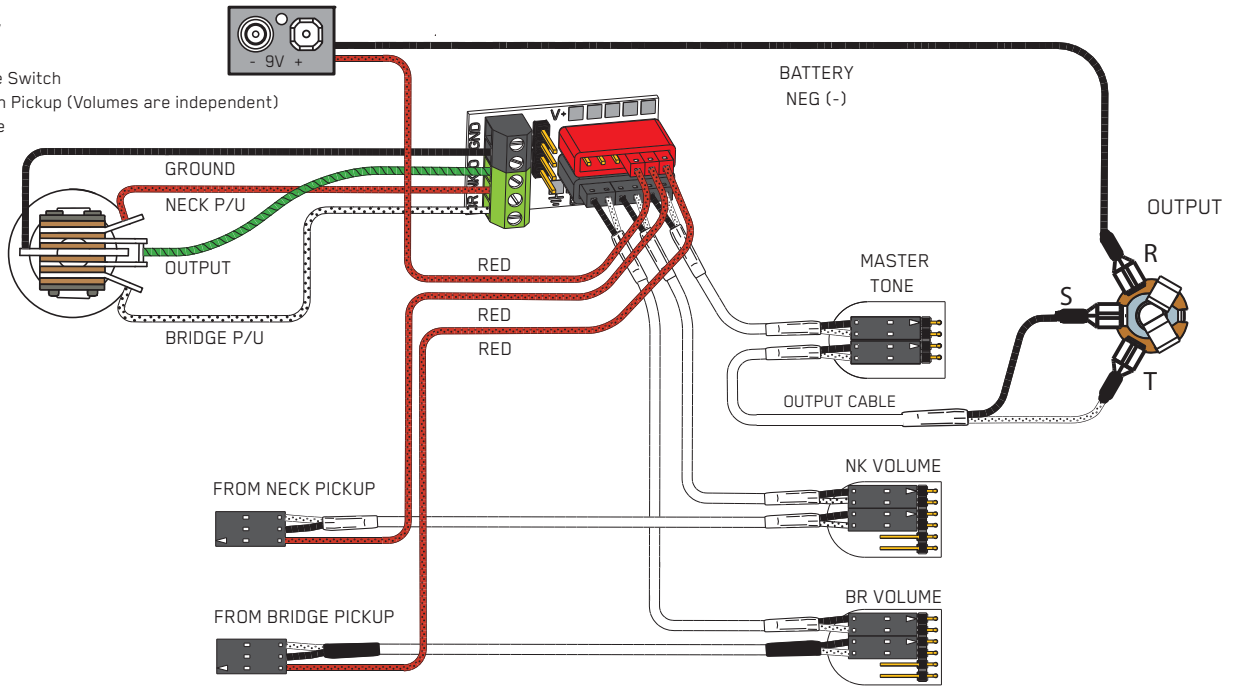 e Switch
n Pickup (Volumes are independent)
e
- 9V +
BATTERY
NEG (-)
V+
GND
O
NK
BR
GROUND
NECK P/U
OUTPUT
BRIDGE P/U
RED
RED
RED
MASTER
TONE
OUTPUT
R
S
T
OUTPUT CABLE
FROM NECK PICKUP
NK VOLUME
FROM BRIDGE PICKUP
BR VOLUME